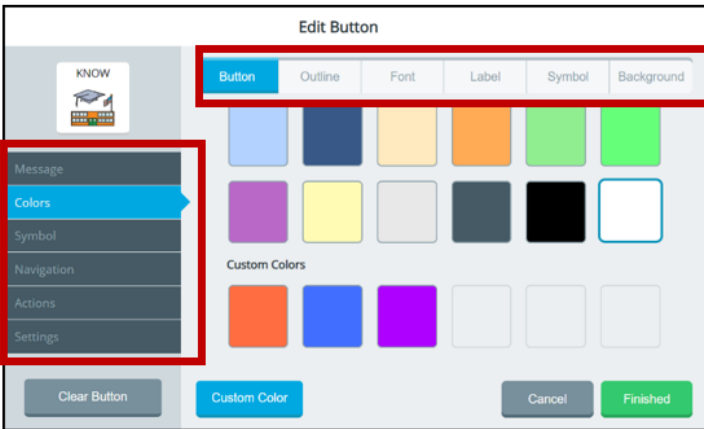 Edit Button
KNOW
Button Outline Font Label Symbol Background
Message
Colors
Symbol
Navigation
Actions
Settings
Custom Colors
Clear Button
Custom Color
Cancel
Finished